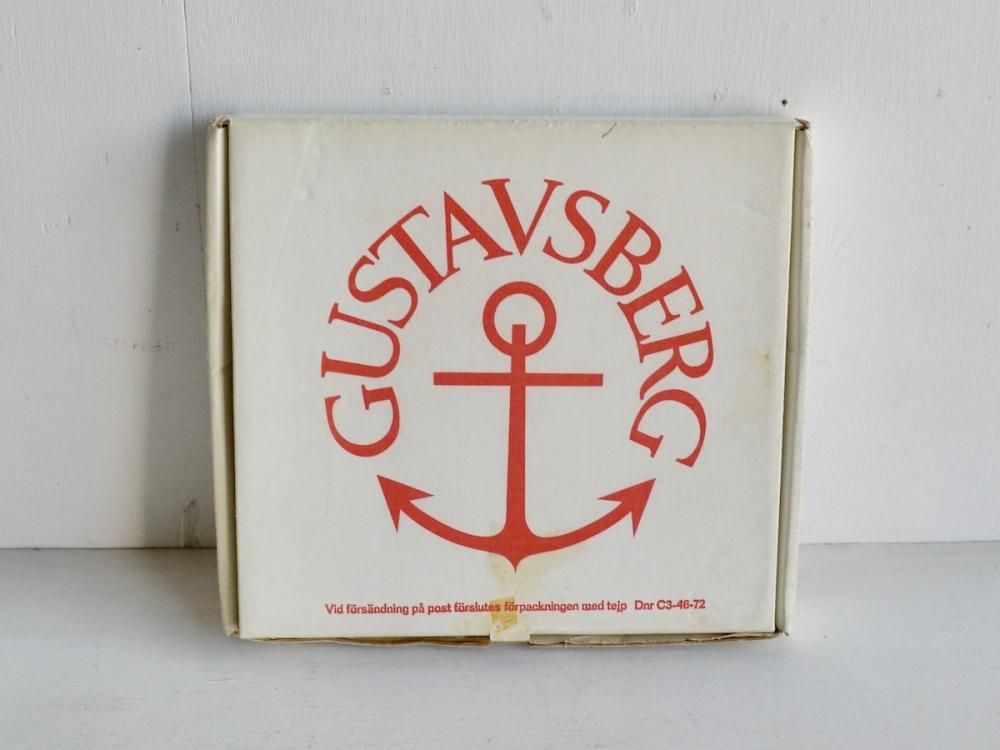 GUSTAVSBERG
Vid försändning på post förslutes förpackningen med tejp Dnr C3-46-72